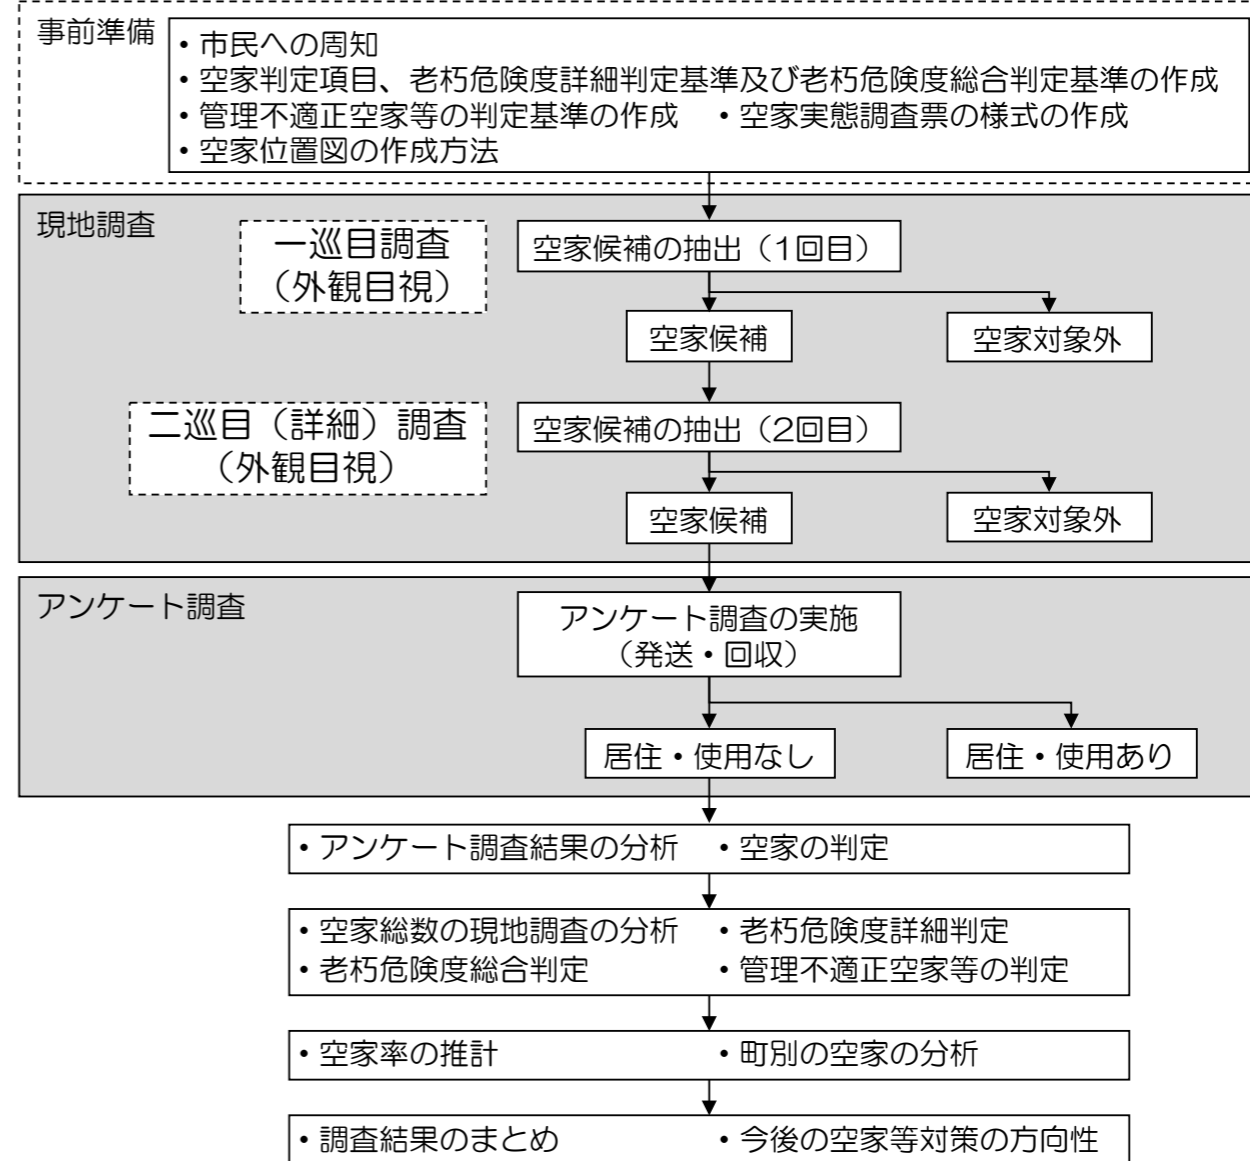 事前準備
・市民への周知
・空家判定項目、老朽危険度詳細判定基準及び老朽危険度総合判定基準の作成
・管理不適正空家等の判定基準の作成 ・空家実態調査票の様式の作成
・空家位置図の作成方法
現地調査
一巡目調査
（外観目視）
空家候補の抽出（1回目）
空家候補
空家対象外
二巡目（詳細）調査
（外観目視）
空家候補の抽出（2回目）
空家候補
空家対象外
アンケート調査
アンケート調査の実施
（発送・回収）
居住・使用なし
居住・使用あり
・アンケート調査結果の分析 ・空家の判定
・空家総数の現地調査の分析 ・老朽危険度詳細判定
・老朽危険度総合判定 ・管理不適正空家等の判定
・空家率の推計 ・町別の空家の分析
・調査結果のまとめ ・今後の空家等対策の方向性